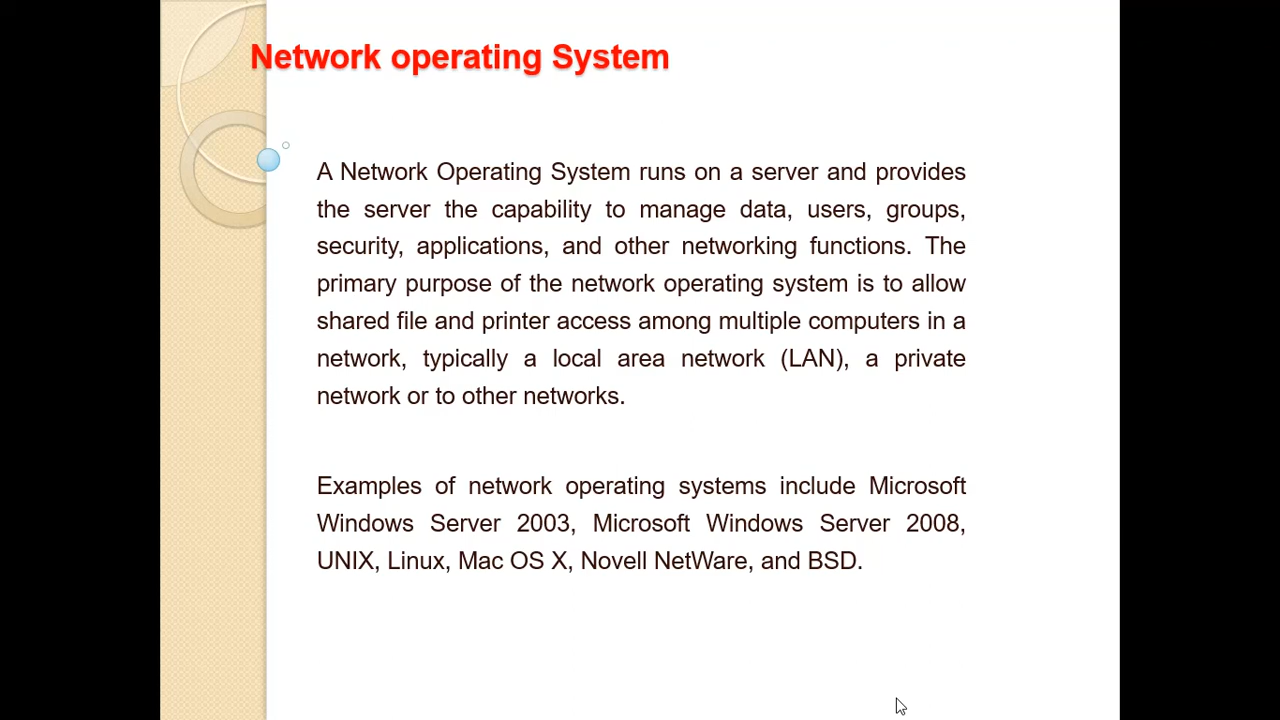 Network operating System
A Network Operating System runs on a server and provides
the server the capability to manage data, users, groups,
security, applications, and other networking functions. The
primary purpose of the network operating system is to allow
shared file and printer access among multiple computers in a
network, typically a local area network (LAN), a private
network or to other networks.
Examples of network operating systems include Microsoft
Windows Server 2003, Microsoft Windows Server 2008,
UNIX, Linux, Mac OS X, Novell NetWare, and BSD.